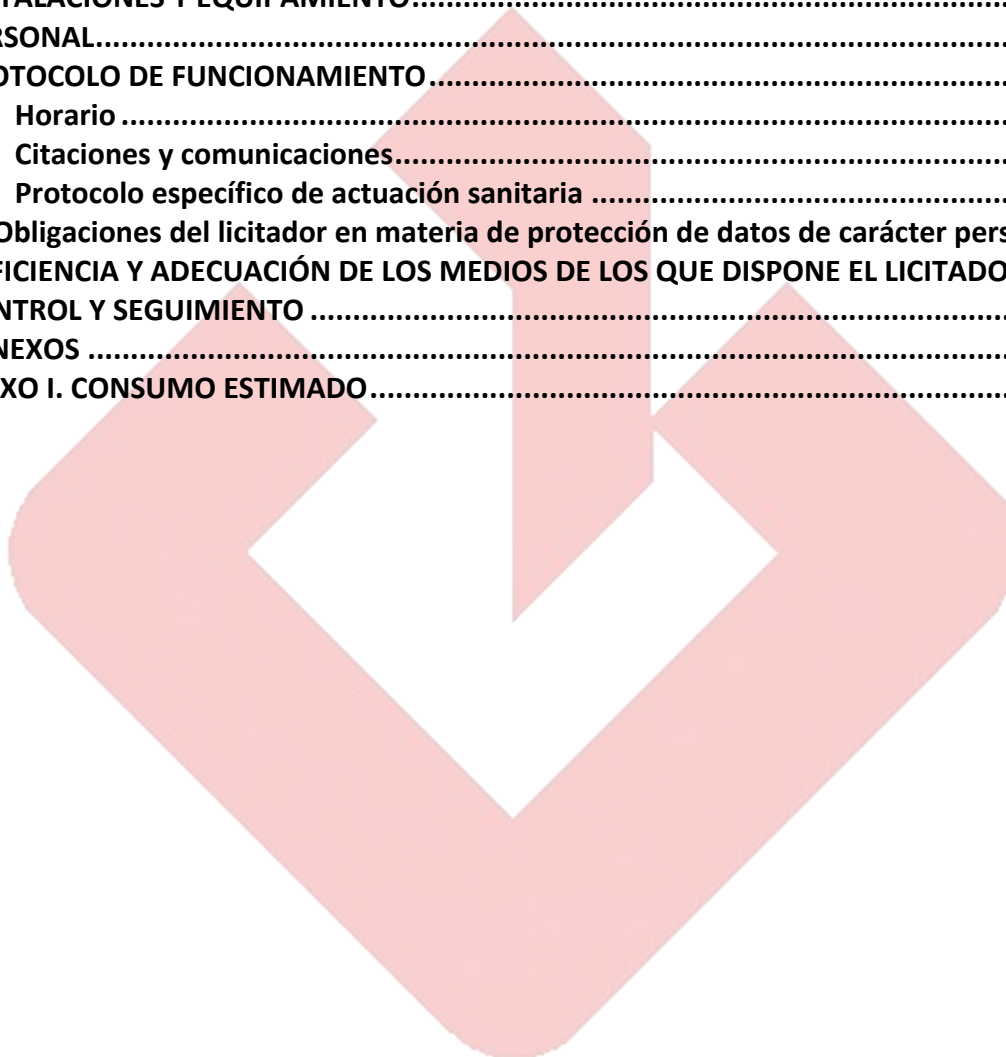 TALACIONES Y EQUIPAMIENTO
RSONAL
OTOCOLO DE FUNCIONAMIENTO
Horario
Citaciones y comunicaciones
Protocolo específico de actuación sanitaria
Obligaciones del licitador en materia de protección de datos de carácter pers
FICIENCIA Y ADECUACIÓN DE LOS MEDIOS DE LOS QUE DISPONE EL LICITADO
NTROL Y SEGUIMIENTO
NEXOS
EXO I. CONSUMO ESTIMADO